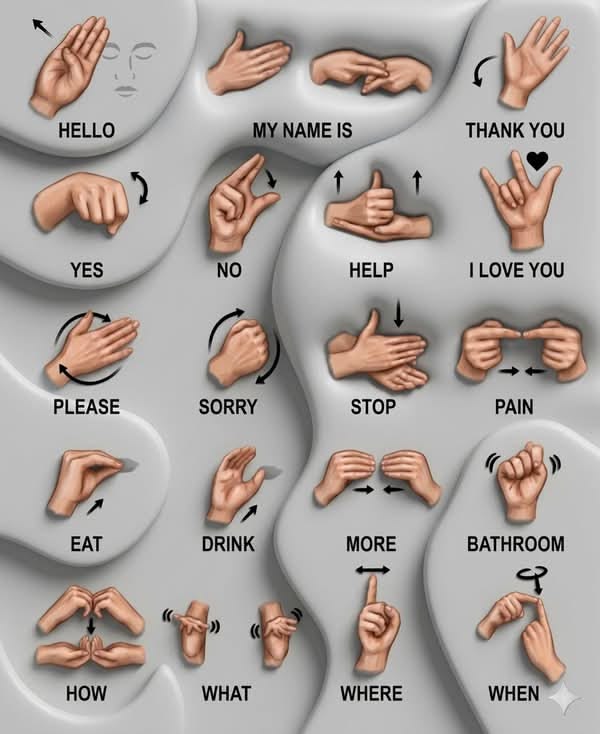 HELLO
MY NAME IS
THANK YOU
YES
NO
HELP
I LOVE YOU
PLEASE
SORRY
STOP
PAIN
EAT
DRINK
MORE
BATHROOM
HOW
WHAT
WHERE
WHEN